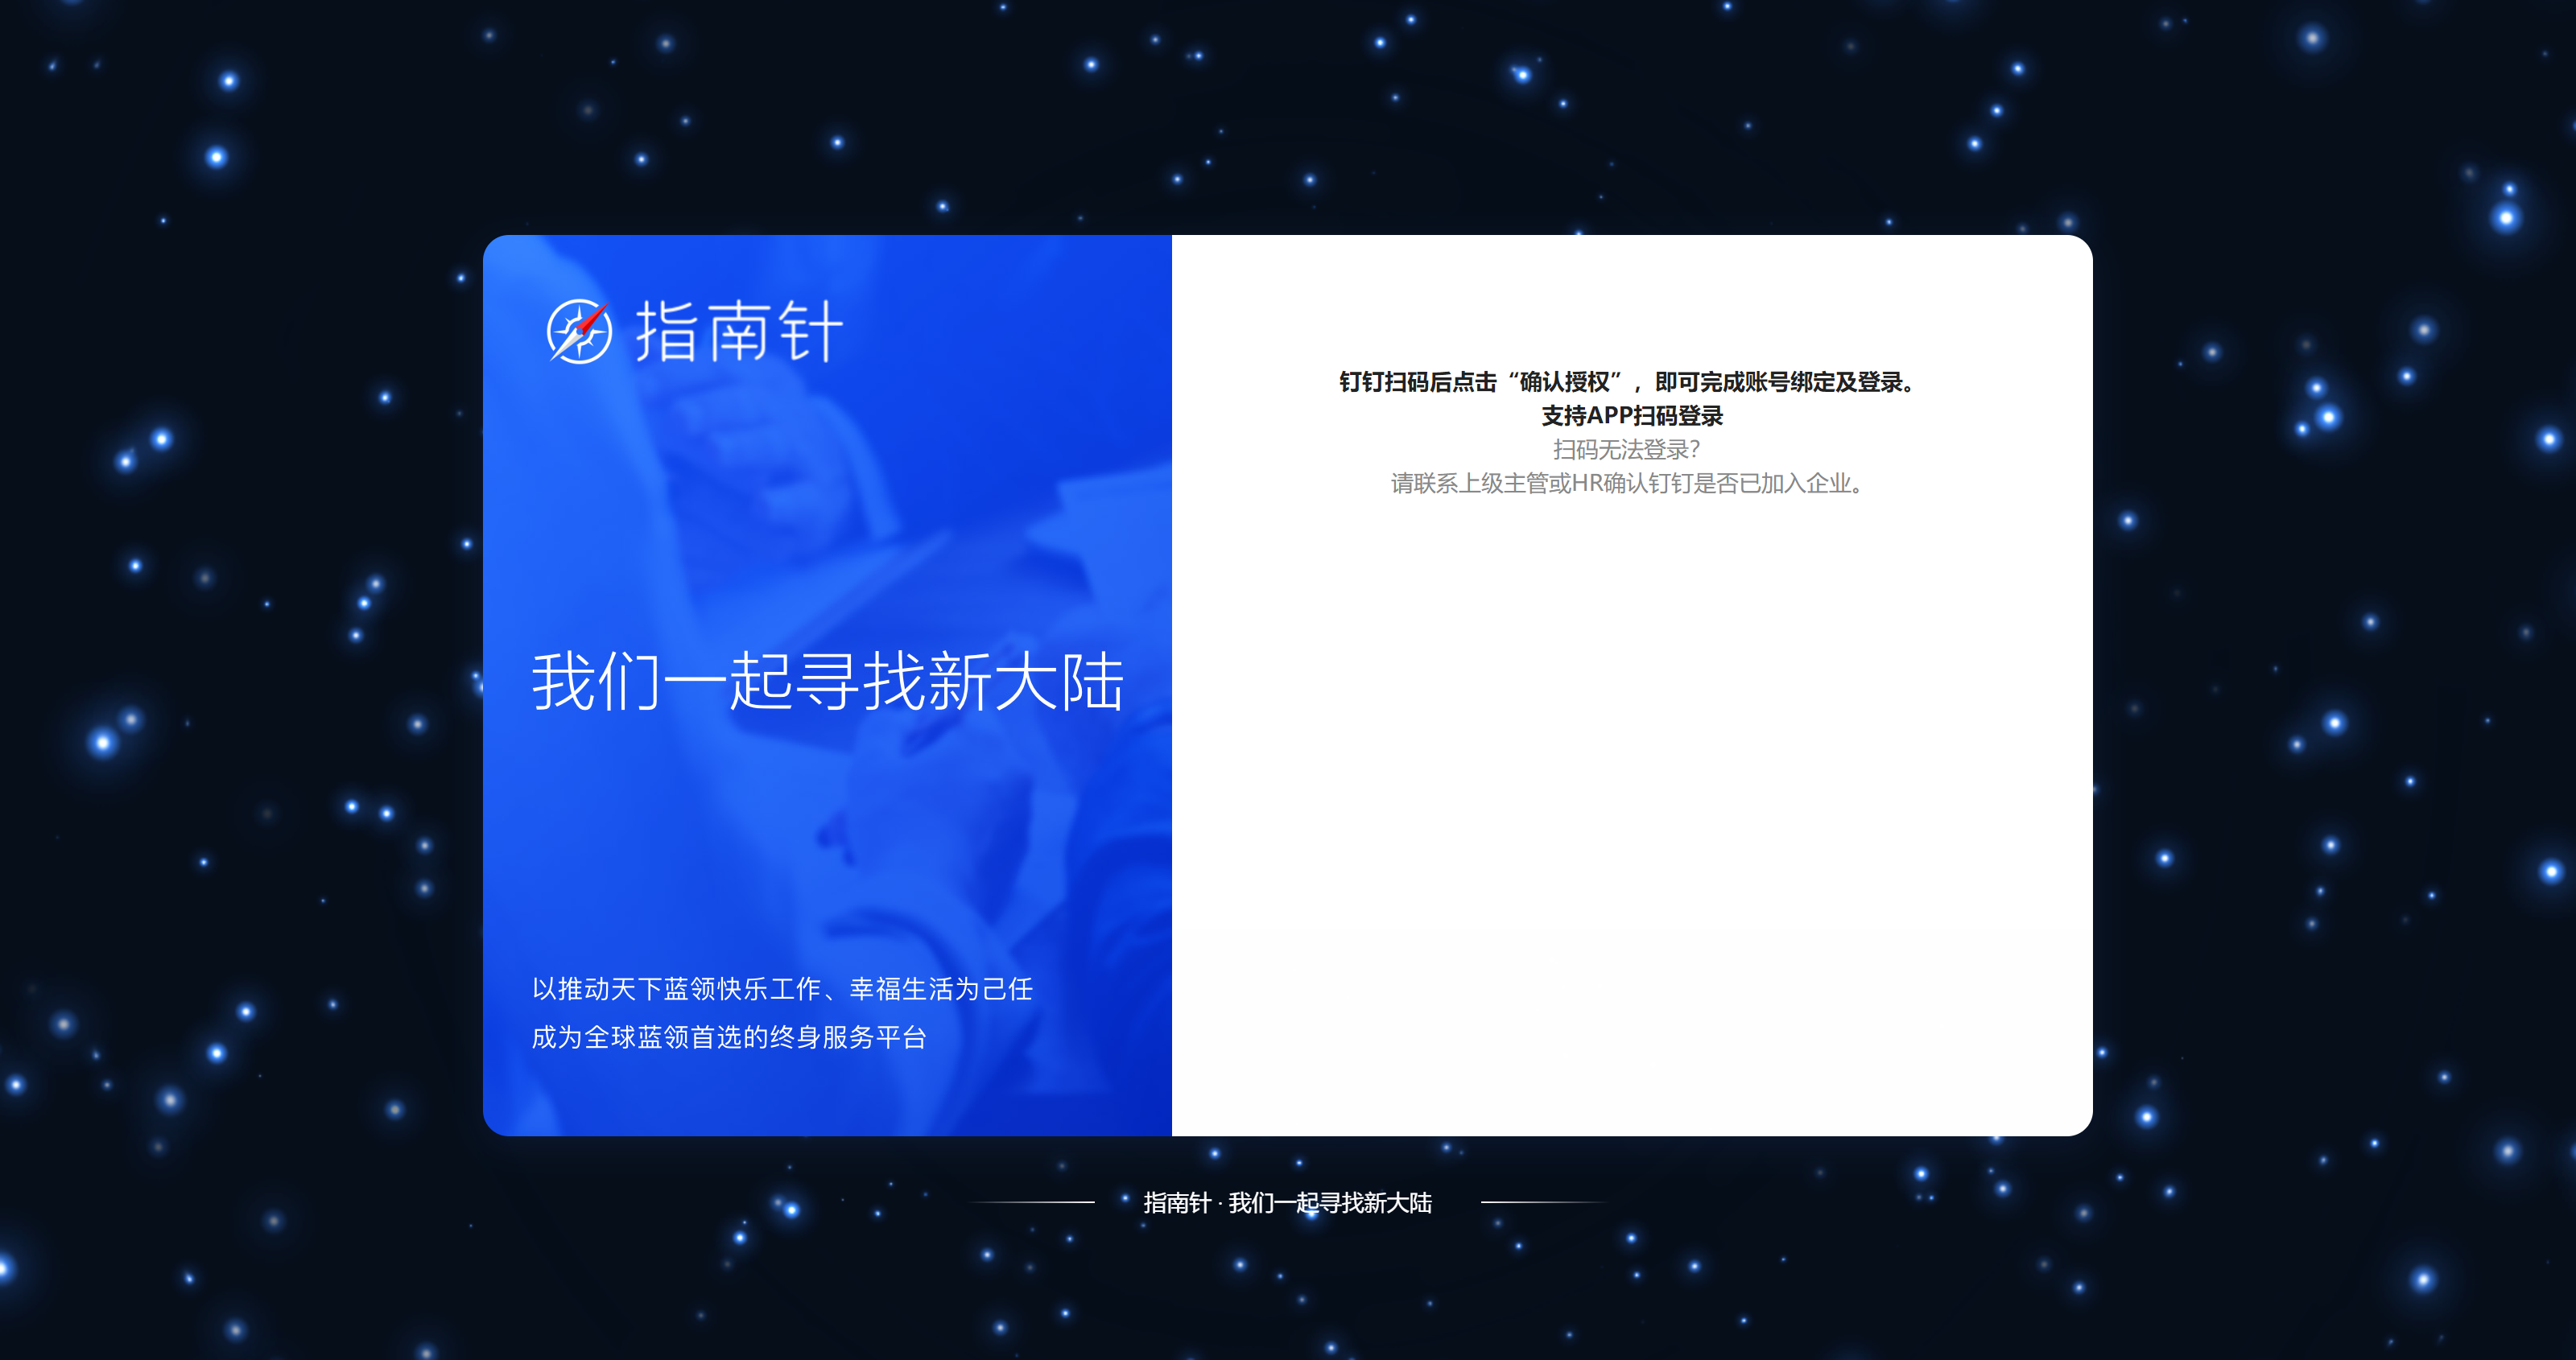 指南针
我们一起寻找新大陆
以推动天下蓝领快乐工作、幸福生活为己任
成为全球蓝领首选的终身服务平台
钉钉扫码后点击“确认授权”，即可完成账号绑定及登录。
支持APP扫码登录
扫码无法登录?
请联系上级主管或HR确认钉钉是否已加入企业。
指南针 · 我们一起寻找新大陆